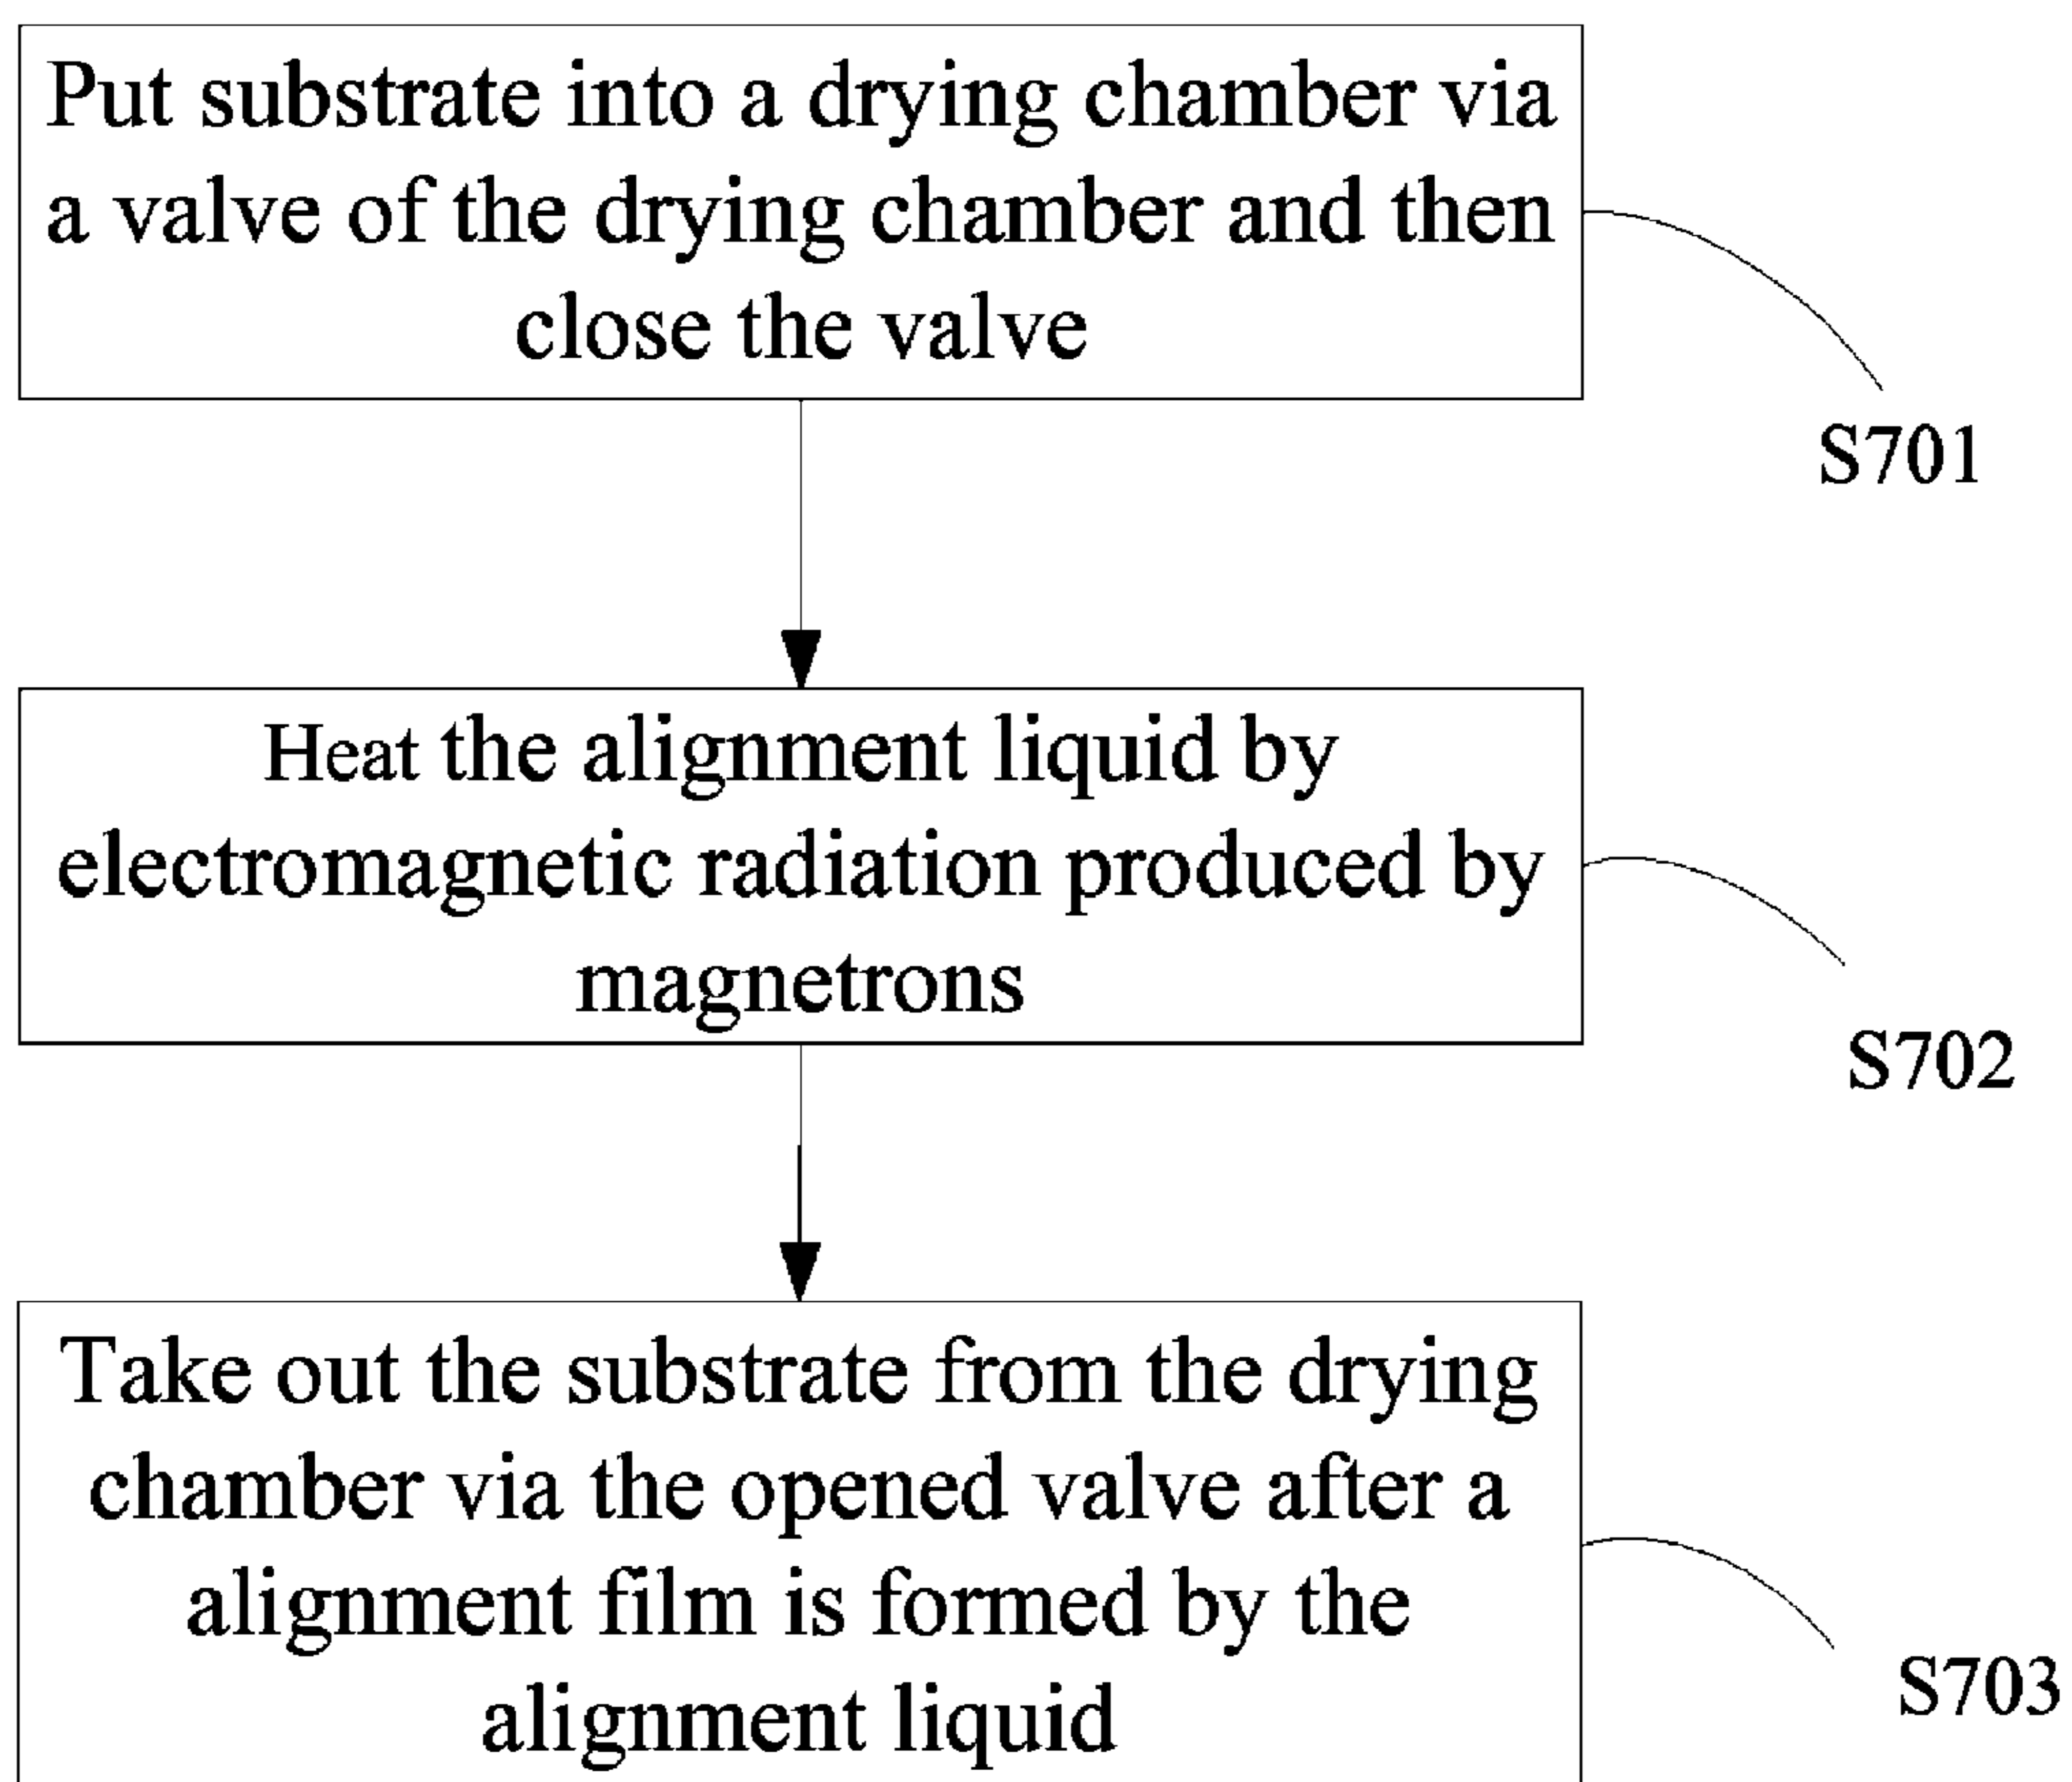 Put substrate into a drying chamber via
a valve of the drying chamber and then
close the valve
S701
Heat the alignment liquid by
electromagnetic radiation produced by
magnetrons
S702
Take out the substrate from the drying
chamber via the opened valve after a
alignment film is formed by the
alignment liquid
S703